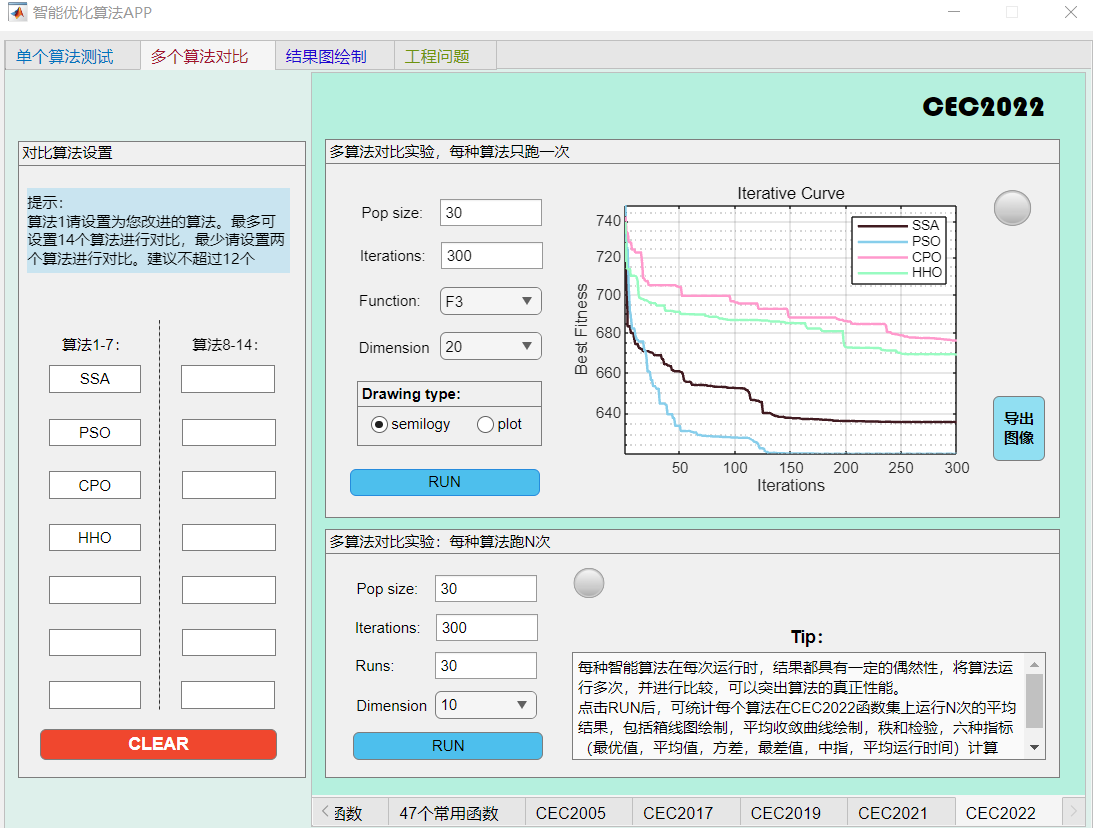 智能优化算法APP
单个算法测试
多个算法对比
结果图绘制
工程问题
CEC2022
对比算法设置
提示：
算法1请设置为您改进的算法。最多可
设置14个算法进行对比，最少请设置两
个算法进行对比。建议不超过12个
算法1-7：
算法8-14：
SSA
PSO
CPO
HHO
CLEAR
多算法对比实验，每种算法只跑一次
Pop size:
30
Iterations:
300
Function:
F3
Dimension
20
Drawing type:
semilogy
plot
RUN
Iterative Curve
740
720
700
680
660
640
Best Fitness
SSA
PSO
CPO
HHO
50
100
150
200
250
300
Iterations
导出
图像
多算法对比实验：每种算法跑N次
Pop size:
30
Iterations:
300
Runs:
30
Dimension
10
RUN
Tip：
每种智能算法在每次运行时，结果都具有一定的偶然性，将算法运
行多次，并进行比较，可以突出算法的真正性能。
点击RUN后，可统计每个算法在CEC2022函数集上运行N次的平均
结果，包括箱线图绘制，平均收敛曲线绘制，秩和检验，六种指标
（最优值，平均值，方差，最差值，中指，平均运行时间）计算
函数
47个常用函数
CEC2005
CEC2017
CEC2019
CEC2021
CEC2022